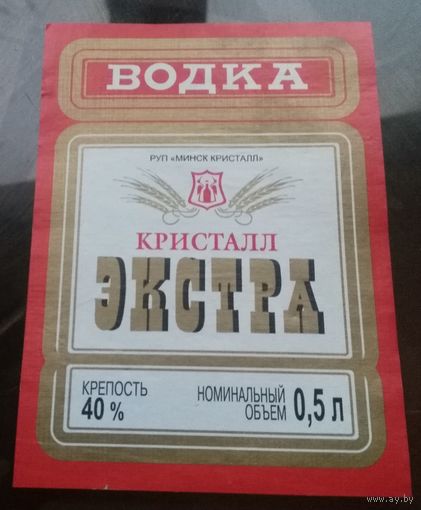 ВОДКА
РУП «МИНСК КРИСТАЛЛ»
КРИСТАЛЛ
ЭКСТРА
КРЕПОСТЬ
40 %
НОМИНАЛЬНЫЙ
ОБЪЕМ 0,5 л
www.ay.by